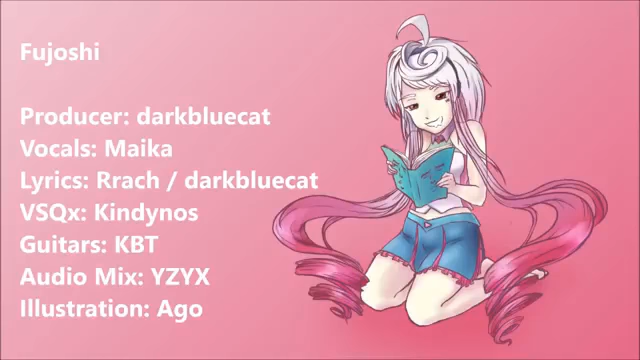 Fujoshi
Producer: darkbluecat
Vocals: Maika
Lyrics: Rrach / darkbluecat
VSQx: Kindynos
Guitars: KBT
Audio Mix: YZYX
Illustration: Ago